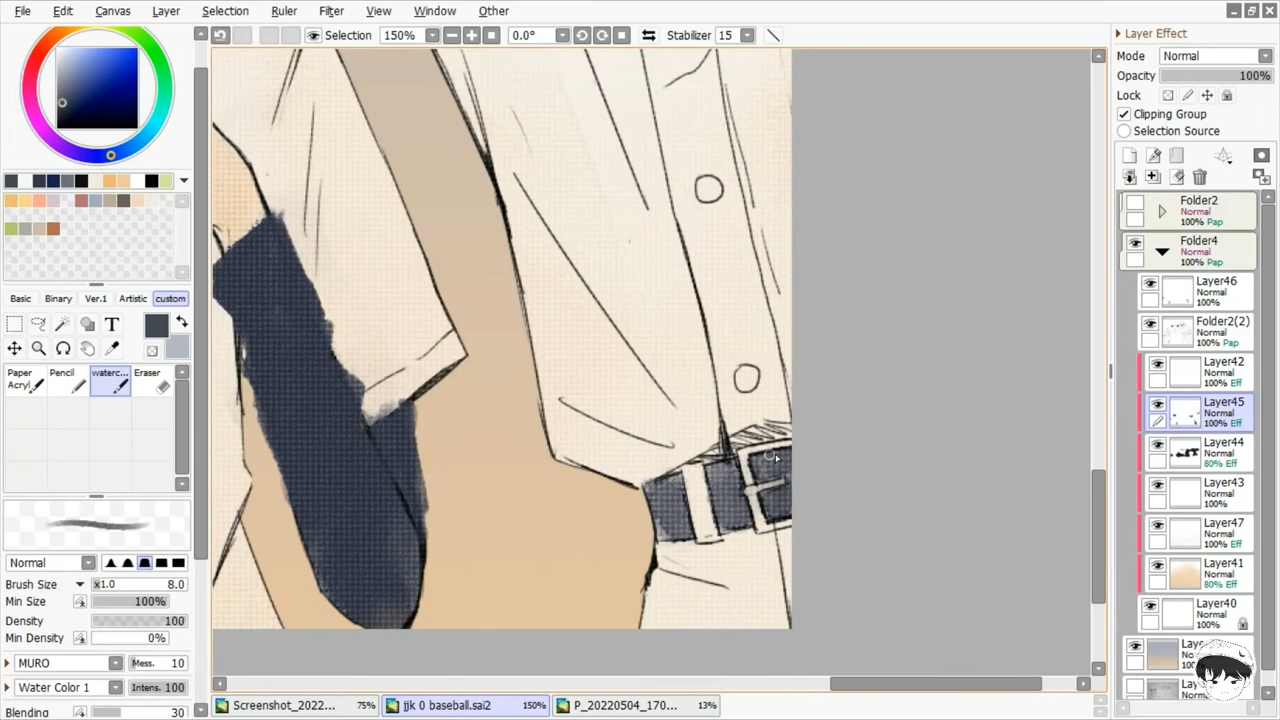 File Edit Canvas Layer Selection Ruler Filter View Window Other
Selection 150% 0.0° Stabilizer 15
Layer Effect
Mode Normal
Opacity 100%
Lock
Clipping Group
Selection Source
Folder2
Normal
100% Pap
Folder4
Normal
100% Pap
Layer46
Normal
100%
Folder2(2)
Normal
100% Pap
Layer42
Normal
100% Eff
Layer45
Normal
100% Eff
Layer44
Normal
80% Eff
Layer43
Normal
100%
Layer47
Normal
100% Eff
Layer41
Normal
80% Eff
Layer40
Normal
100%
Basic Binary Ver.1 Artistic custom
T
Paper Acryl Pencil waterc... Eraser
Normal
Brush Size x1.0 8.0
Min Size 100%
Density 100
Min Density 0%
MURO Mess. 10
Water Color 1 Intens. 100
Blending 30
Screenshot_2022... 75% jjk 0 baseball.sai2 150% P_20220504_170... 13%